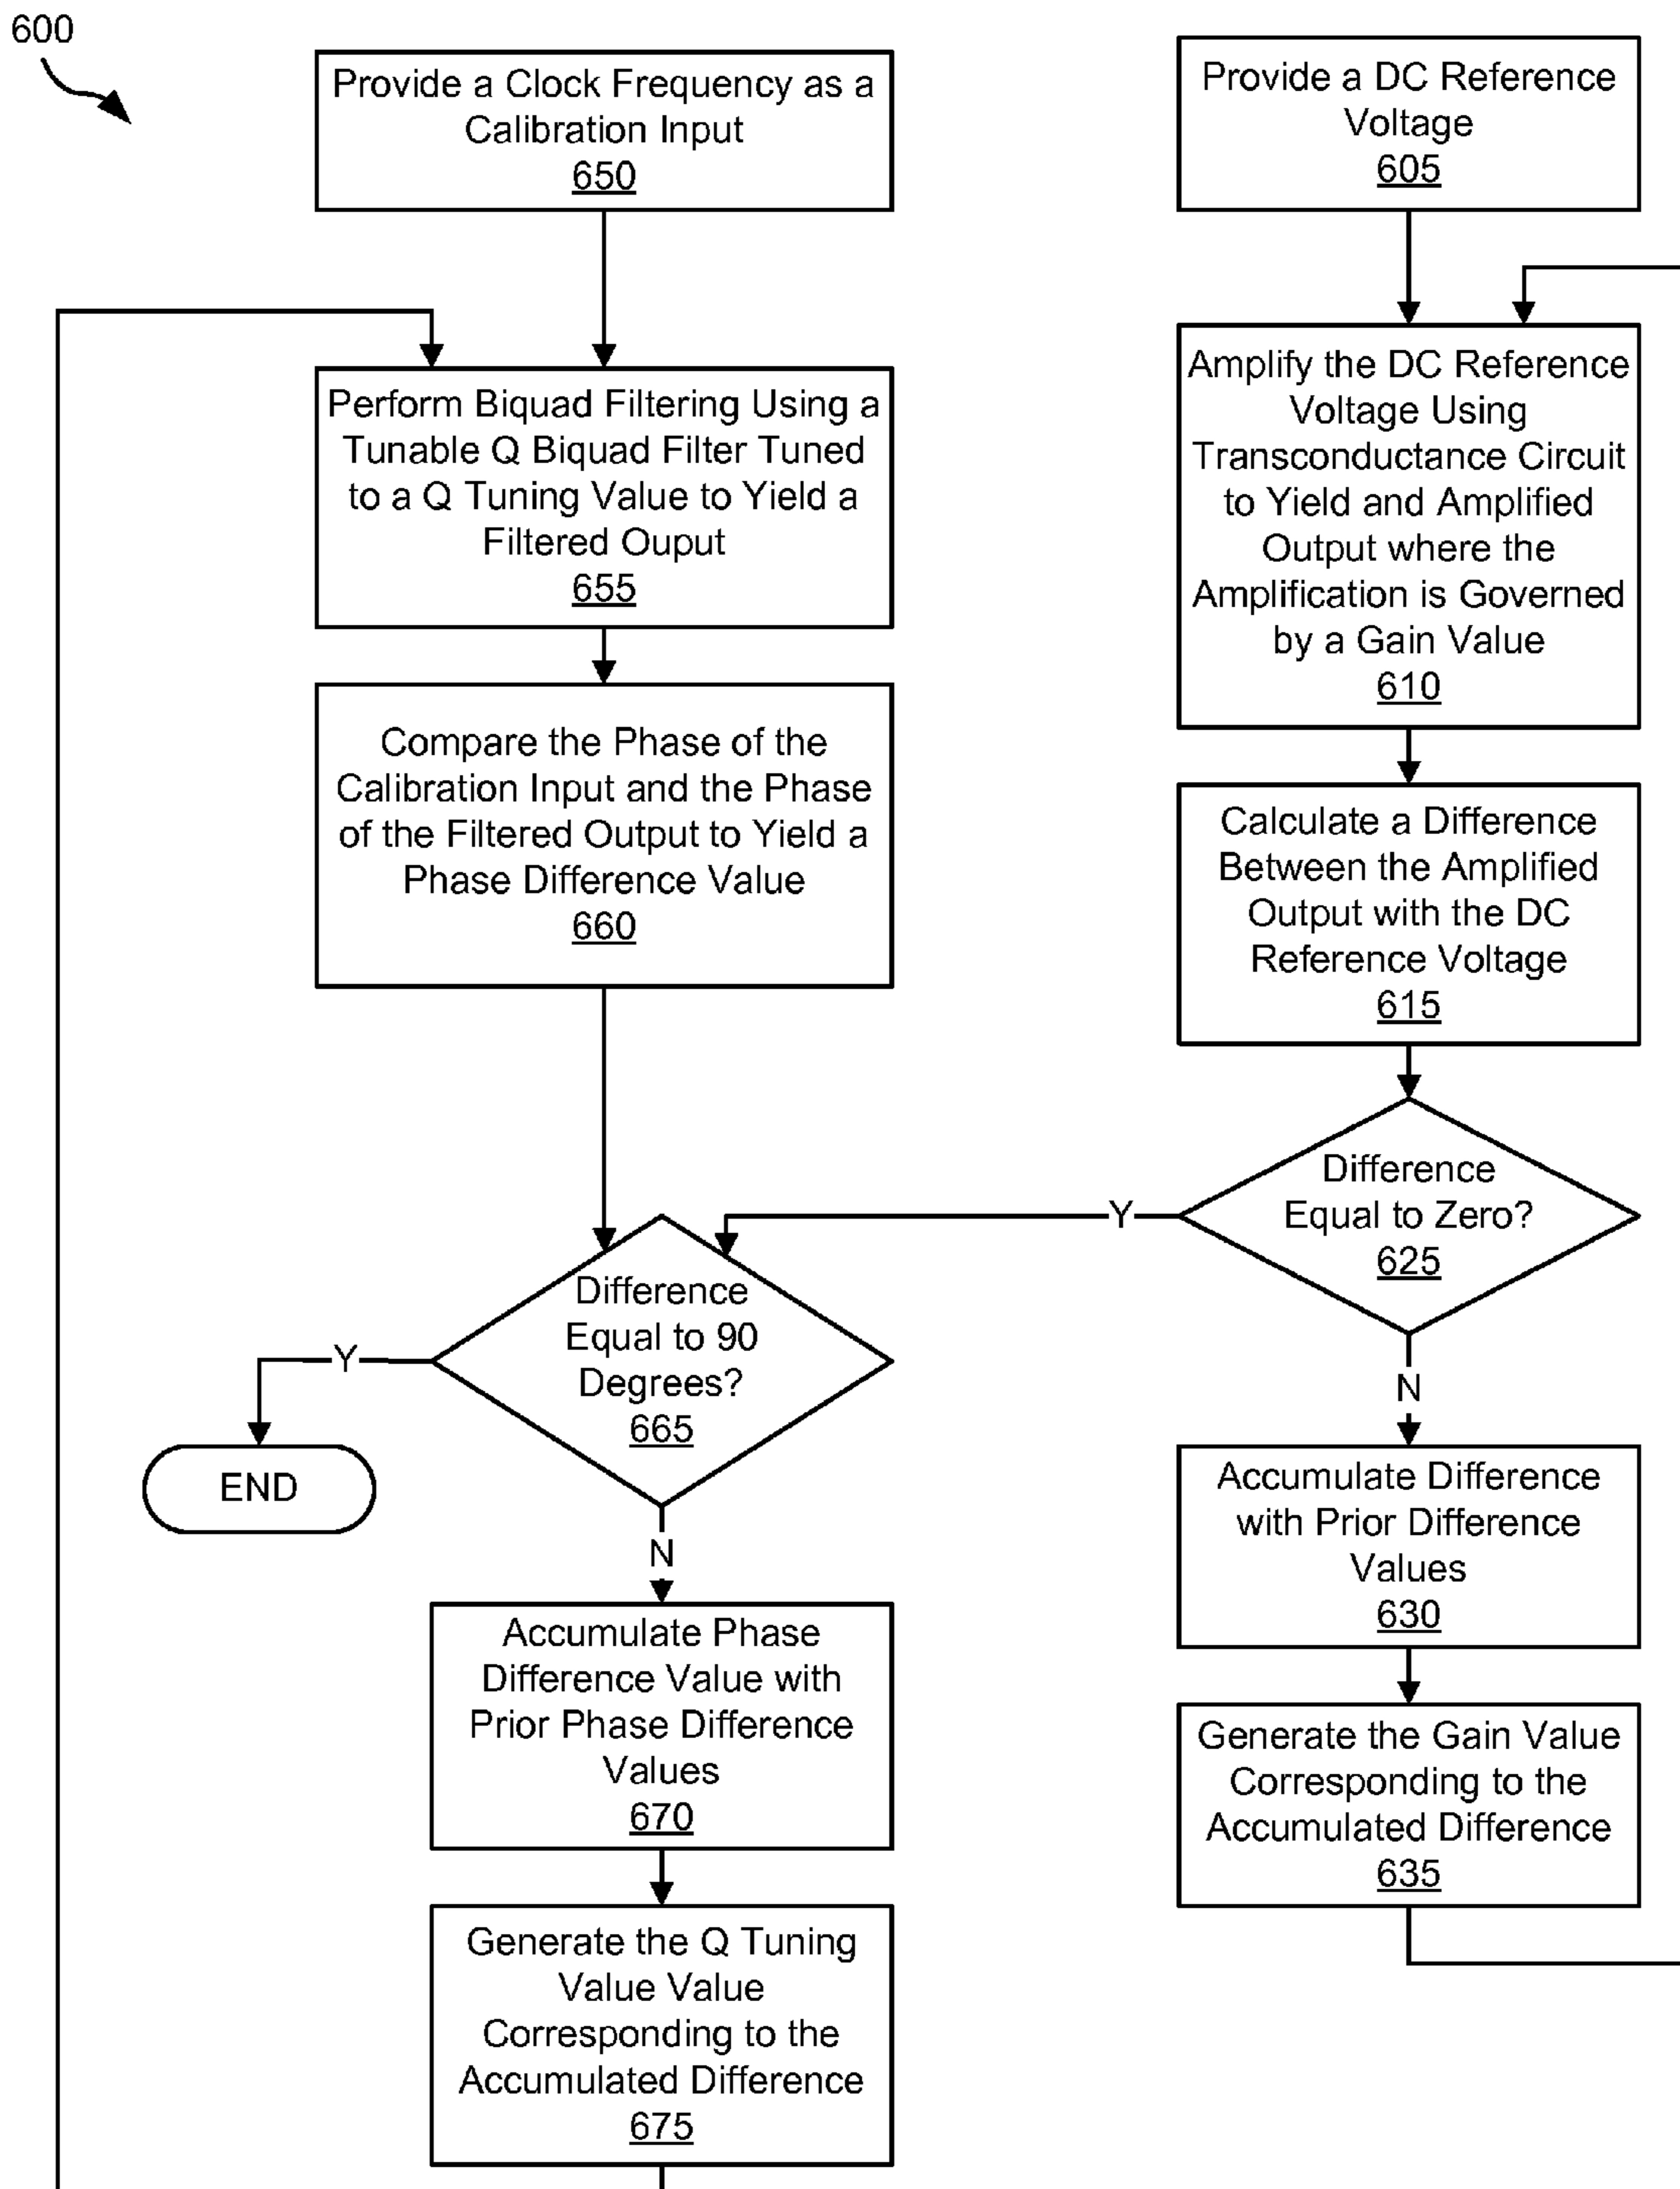 600
Provide a Clock Frequency as a
Calibration Input
650
Perform Biquad Filtering Using a
Tunable Q Biquad Filter Tuned
to a Q Tuning Value to Yield a
Filtered Ouput
655
Compare the Phase of the
Calibration Input and the Phase
of the Filtered Output to Yield a
Phase Difference Value
660
Difference
Equal to 90
Degrees?
665
Y
END
N
Accumulate Phase
Difference Value with
Prior Phase Difference
Values
670
Generate the Q Tuning
Value Value
Corresponding to the
Accumulated Difference
675
Provide a DC Reference
Voltage
605
Amplify the DC Reference
Voltage Using
Transconductance Circuit
to Yield and Amplified
Output where the
Amplification is Governed
by a Gain Value
610
Calculate a Difference
Between the Amplified
Output with the DC
Reference Voltage
615
Difference
Equal to Zero?
625
Y
N
Accumulate Difference
with Prior Difference
Values
630
Generate the Gain Value
Corresponding to the
Accumulated Difference
635